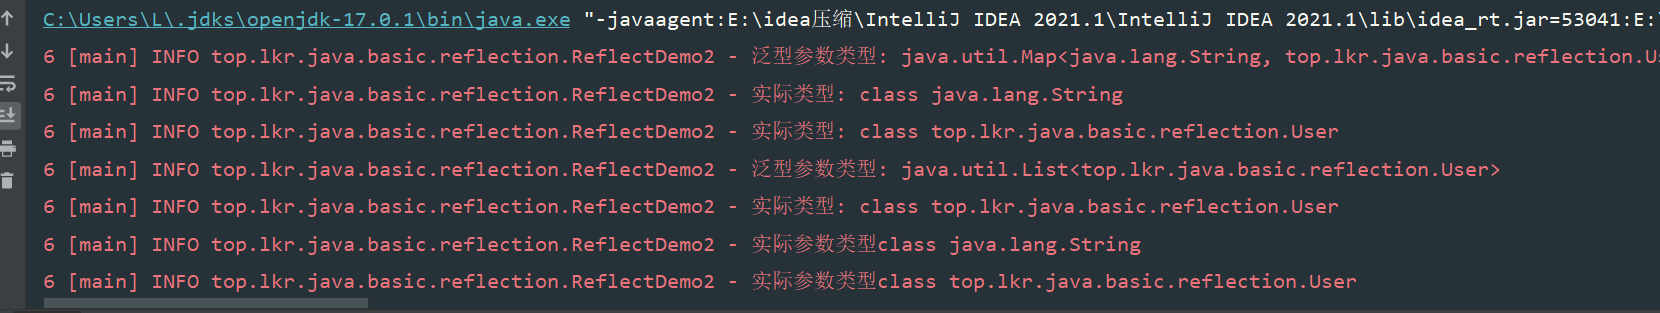 C:\Users\L\.jdks\openjdk-17.0.1\bin\java.exe "-javaagent:E:\idea压缩\IntelliJ IDEA 2021.1\IntelliJ IDEA 2021.1\lib\idea_rt.jar=53041:E:\
6 [main] INFO top.lkr.java.basic.reflection.ReflectDemo2 - 泛型参数类型: java.util.Map<java.lang.String, top.lkr.java.basic.reflection.Us
6 [main] INFO top.lkr.java.basic.reflection.ReflectDemo2 - 实际类型: class java.lang.String
6 [main] INFO top.lkr.java.basic.reflection.ReflectDemo2 - 实际类型: class top.lkr.java.basic.reflection.User
6 [main] INFO top.lkr.java.basic.reflection.ReflectDemo2 - 泛型参数类型: java.util.List<top.lkr.java.basic.reflection.User>
6 [main] INFO top.lkr.java.basic.reflection.ReflectDemo2 - 实际类型: class top.lkr.java.basic.reflection.User
6 [main] INFO top.lkr.java.basic.reflection.ReflectDemo2 - 实际参数类型class java.lang.String
6 [main] INFO top.lkr.java.basic.reflection.ReflectDemo2 - 实际参数类型class top.lkr.java.basic.reflection.User